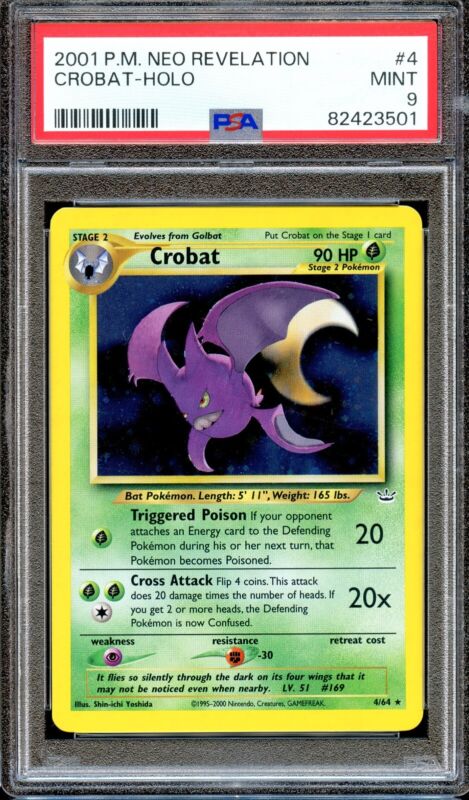 2001 P.M. NEO REVELATION #4
CROBAT-HOLO MINT
9
PSA 82423501
STAGE 2 Evolves from Golbat Put Crobat on the Stage 1 card
Crobat 90 HP
Stage 2 Pokémon
Bat Pokémon. Length: 5' 11", Weight: 165 lbs.
Triggered Poison If your opponent
attaches an Energy card to the Defending
Pokémon during his or her next turn, that
Pokémon becomes Poisoned.
20
Cross Attack Flip 4 coins. This attack
does 20 damage times the number of heads. If
you get 2 or more heads, the Defending
Pokémon is now Confused.
20x
weakness resistance retreat cost
-30
It flies so silently through the dark on its four wings that it
may not be noticed even when nearby. LV. 51 #169
Illus. Shin-ichi Yoshida ©1995-2000 Nintendo, Creatures, GAMEFREAK. 4/64 ★